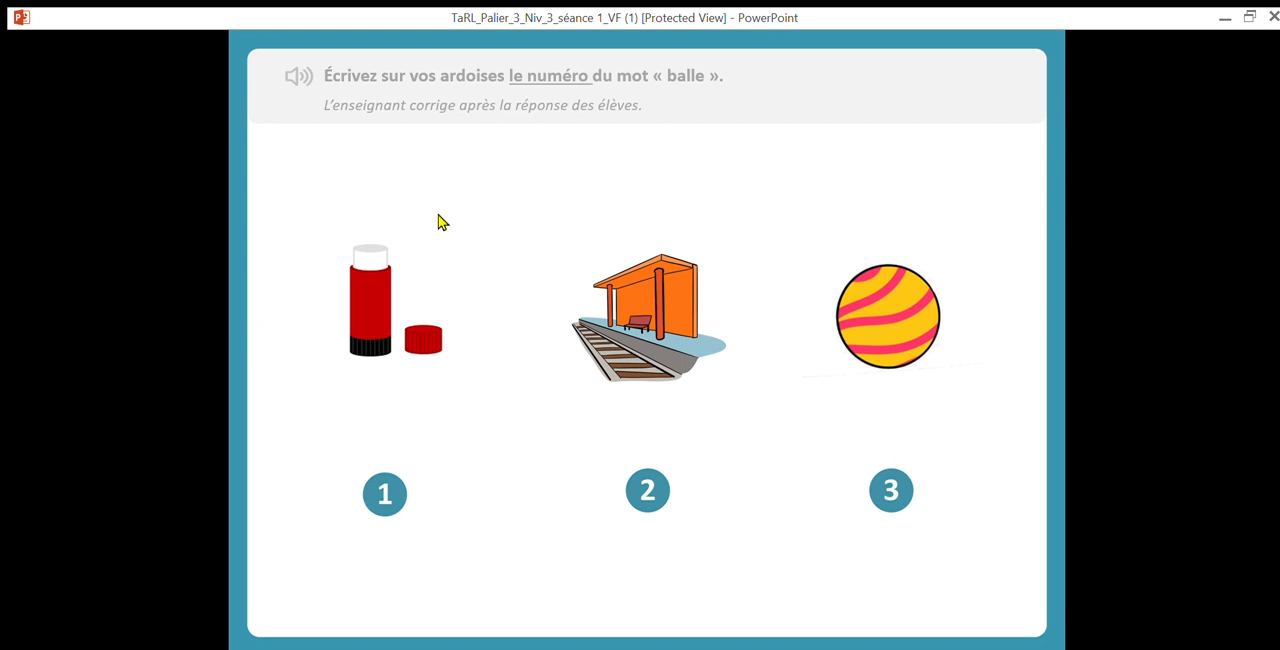 TaRL_Palier_3_Niv_3_séance 1_VF (1) [Protected View] - PowerPoint
Écrivez sur vos ardoises le numéro du mot « balle ».
L’enseignant corrige après la réponse des élèves.
1 2 3